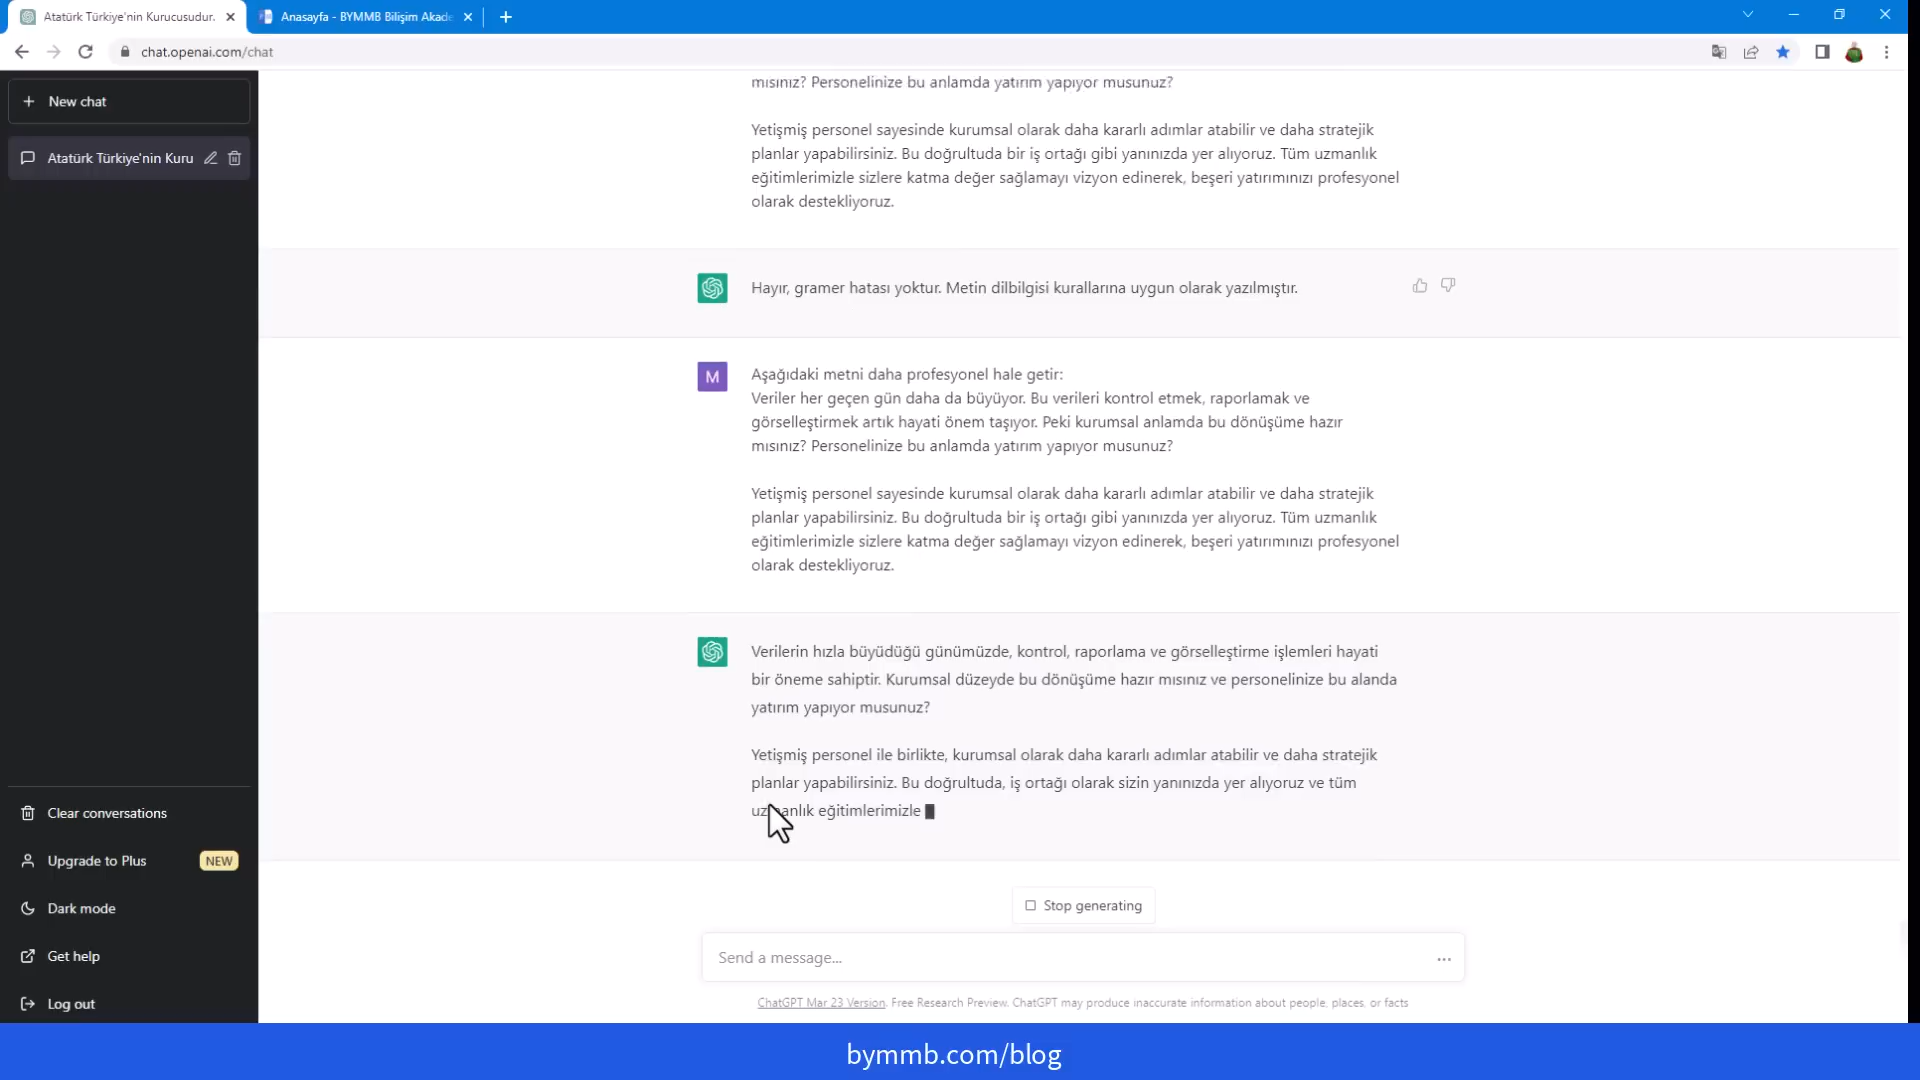 Atatürk Türkiye'nin Kurucusudur.
Anasayfa - BYMMB Bilişim Akade
chat.openai.com/chat
New chat
Atatürk Türkiye'nin Kuru
mısınız? Personelinize bu anlamda yatırım yapıyor musunuz?
Yetişmiş personel sayesinde kurumsal olarak daha kararlı adımlar atabilir ve daha stratejik
planlar yapabilirsiniz. Bu doğrultuda bir iş ortağı gibi yanınızda yer alıyoruz. Tüm uzmanlık
eğitimlerimizle sizlere katma değer sağlamayı vizyon edinerek, beşeri yatırımınızı profesyonel
olarak destekliyoruz.
Hayır, gramer hatası yoktur. Metin dilbilgisi kurallarına uygun olarak yazılmıştır.
M
Aşağıdaki metni daha profesyonel hale getir:
Veriler her geçen gün daha da büyüyor. Bu verileri kontrol etmek, raporlamak ve
görselleştirmek artık hayati önem taşıyor. Peki kurumsal anlamda bu dönüşüme hazır
mısınız? Personelinize bu anlamda yatırım yapıyor musunuz?
Yetişmiş personel sayesinde kurumsal olarak daha kararlı adımlar atabilir ve daha stratejik
planlar yapabilirsiniz. Bu doğrultuda bir iş ortağı gibi yanınızda yer alıyoruz. Tüm uzmanlık
eğitimlerimizle sizlere katma değer sağlamayı vizyon edinerek, beşeri yatırımınızı profesyonel
olarak destekliyoruz.
Verilerin hızla büyüdüğü günümüzde, kontrol, raporlama ve görselleştirme işlemleri hayati
bir öneme sahiptir. Kurumsal düzeyde bu dönüşüme hazır mısınız ve personelinize bu alanda
yatırım yapıyor musunuz?
Yetişmiş personel ile birlikte, kurumsal olarak daha kararlı adımlar atabilir ve daha stratejik
planlar yapabilirsiniz. Bu doğrultuda, iş ortağı olarak sizin yanınızda yer alıyoruz ve tüm
uzmanlık eğitimlerimizle
Clear conversations
Upgrade to Plus NEW
Dark mode
Get help
Log out
Stop generating
Send a message...
ChatGPT Mar 23 Version. Free Research Preview. ChatGPT may produce inaccurate information about people, places, or facts
bymmb.com/blog